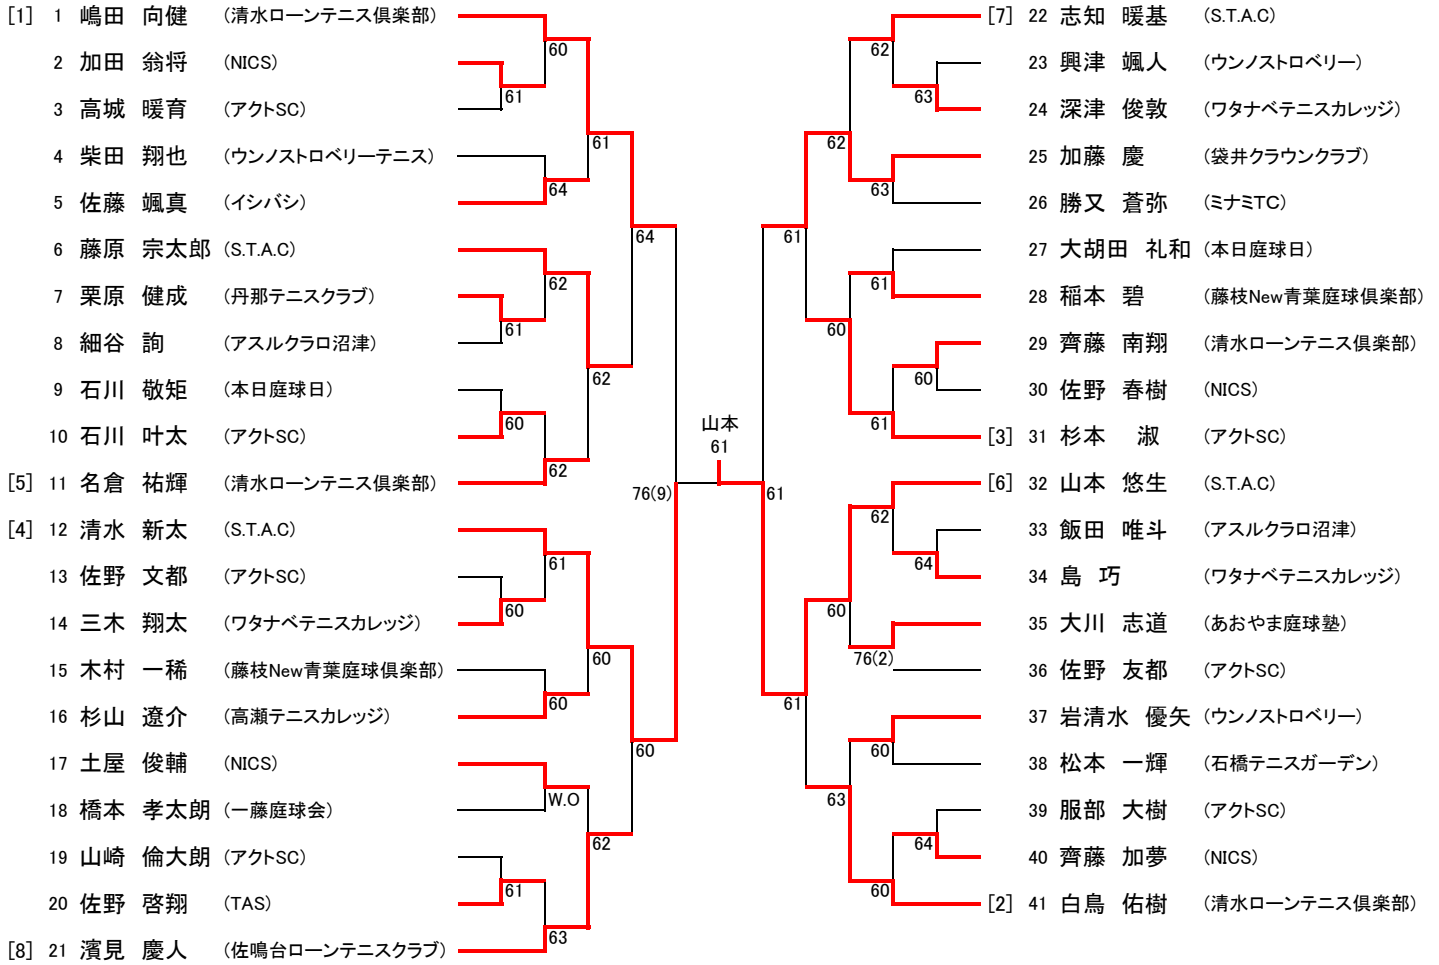 [1] 1 嶋田 向健 (清水ローンテニス倶楽部)
2 加田 翁将 (NICS)
3 高城 暖育 (アクトSC)
4 柴田 翔也 (ウンノストロベリーテニス)
5 佐藤 颯真 (イシバシ)
6 藤原 宗太郎 (S.T.A.C)
7 栗原 健成 (丹那テニスクラブ)
8 細谷 詢 (アスルクラロ沼津)
9 石川 敬矩 (本日庭球日)
10 石川 叶太 (アクトSC)
[5] 11 名倉 祐輝 (清水ローンテニス倶楽部)
[4] 12 清水 新太 (S.T.A.C)
13 佐野 文都 (アクトSC)
14 三木 翔太 (ワタナベテニスカレッジ)
15 木村 一稀 (藤枝New青葉庭球倶楽部)
16 杉山 遼介 (高瀬テニスカレッジ)
17 土屋 俊輔 (NICS)
18 橋本 孝太朗 (一藤庭球会)
19 山崎 倫大朗 (アクトSC)
20 佐野 啓翔 (TAS)
[8] 21 濱見 慶人 (佐鳴台ローンテニスクラブ)
60
61
61
64
64
62
61
62
60
62
76(9)
61
60
60
60
60
W.O
62
61
63
山本
61
62
63
62
63
61
61
60
60
61
61
62
64
60
76(2)
61
60
63
64
60
[7] 22 志知 暖基 (S.T.A.C)
23 興津 颯人 (ウンノストロベリー)
24 深津 俊敦 (ワタナベテニスカレッジ)
25 加藤 慶 (袋井クラウンクラブ)
26 勝又 蒼弥 (ミナミTC)
27 大胡田 礼和 (本日庭球日)
28 稲本 碧 (藤枝New青葉庭球倶楽部)
29 齊藤 南翔 (清水ローンテニス倶楽部)
30 佐野 春樹 (NICS)
[3] 31 杉本 淑 (アクトSC)
[6] 32 山本 悠生 (S.T.A.C)
33 飯田 唯斗 (アスルクラロ沼津)
34 島 巧 (ワタナベテニスカレッジ)
35 大川 志道 (あおやま庭球塾)
36 佐野 友都 (アクトSC)
37 岩清水 優矢 (ウンノストロベリー)
38 松本 一輝 (石橋テニスガーデン)
39 服部 大樹 (アクトSC)
40 齊藤 加夢 (NICS)
[2] 41 白鳥 佑樹 (清水ローンテニス倶楽部)